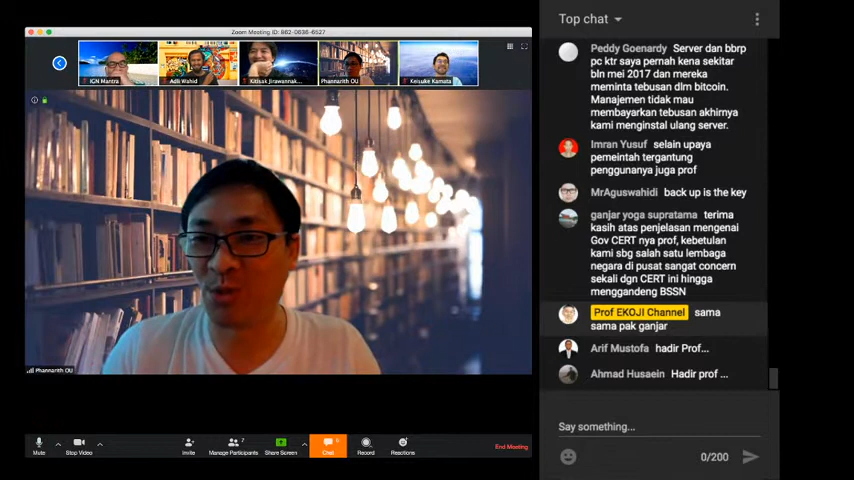 Zoom Meeting ID: 862-0636-6527
IGN Mantra
Adli Wahid
Kitisak Jirawannak...
Phannarith OU
Keisuke Kamata
Phannarith OU
Mute
Stop Video
Invite
Manage Participants
7
Share Screen
Chat
Record
Reactions
End Meeting
Top chat
Peddy Goenardy Server dan bbrp
pc ktr saya pernah kena sekitar
bln mei 2017 dan mereka
meminta tebusan dlm bitcoin.
Manajemen tidak mau
membayarkan tebusan akhirnya
kami menginstal ulang server.
Imran Yusuf selain upaya
pemeintah tergantung
penggunanya juga prof
MrAguswahidi back up is the key
ganjar yoga supratama terima
kasih atas penjelasan mengenai
Gov CERT nya prof, kebetulan
kami sbg salah satu lembaga
negara di pusat sangat concern
sekali dgn CERT ini hingga
menggandeng BSSN
Prof EKOJI Channel sama
sama pak ganjar
Arif Mustofa hadir Prof...
Ahmad Husaein Hadir prof ...
Say something...
0/200